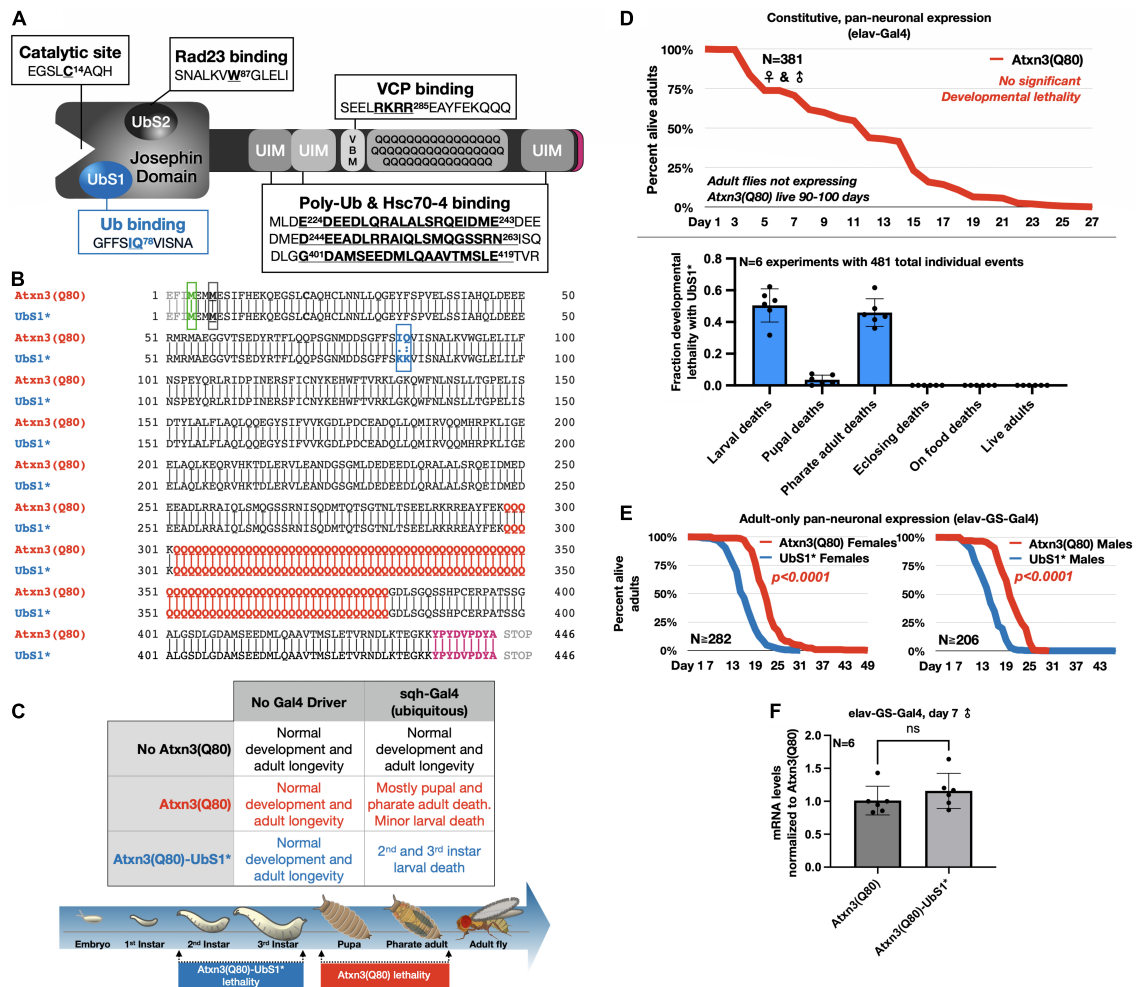 A
Catalytic site
EGSLC¹⁴AQH
Rad23 binding
SNALKVW⁸⁷GLELI
VCP binding
SEELRKRR²⁸⁵EAYFEKQQQ
UbS2
Josephin
Domain
UbS1
UIM
UIM
V
B
M
QQQQQQQQQQQQQQQQQ
QQQQQQQQQQQQQQQQQ
QQQQQQQQQQQQQQQ
UIM
Ub binding
GFFSIQ⁷⁸VISNA
Poly-Ub & Hsc70-4 binding
MLDE²²⁴DEEDLQRALALSRQEIDME²⁴³DEE
DMED²⁴⁴EEADLRRAIQLSMQGSSRN²⁶³ISQ
DLGG⁴⁰¹DAMSEEDMLQAAVTMSLE⁴¹⁹TVR
B
Atxn3(Q80) 1 EFIMEMMESIFHEKQEGSLCAQHCLNNLLQGEYFSPVELSSIAHQLDEEE 50
UbS1* 1 EFIMEMMESIFHEKQEGSLCAQHCLNNLLQGEYFSPVELSSIAHQLDEEE 50
Atxn3(Q80) 51 RMRMAEGGVTSEDYRTFLQQPSGNMDDSGFFSIQVISNALKVWGLELILF 100
.:
UbS1* 51 RMRMAEGGVTSEDYRTFLQQPSGNMDDSGFFSKKVISNALKVWGLELILF 100
Atxn3(Q80) 101 NSPEYQRLRIDPINERSFICNYKEHWFTVRKLGKQWFNLNSLLTGPELIS 150
UbS1* 101 NSPEYQRLRIDPINERSFICNYKEHWFTVRKLGKQWFNLNSLLTGPELIS 150
Atxn3(Q80) 151 DTYLALFLAQLQQEGYSIFVVKGDLPDCEADQLLQMIRVQQMHRPKLIGE 200
UbS1* 151 DTYLALFLAQLQQEGYSIFVVKGDLPDCEADQLLQMIRVQQMHRPKLIGE 200
Atxn3(Q80) 201 ELAQLKEQRVHKTDLERVLEANDGSGMLDEDEEDLQRALALSRQEIDMED 250
UbS1* 201 ELAQLKEQRVHKTDLERVLEANDGSGMLDEDEEDLQRALALSRQEIDMED 250
Atxn3(Q80) 251 EEADLRRAIQLSMQGSSRNISQDMTQTSGTNLTSEELRKRREAYFEKQQQ 300
UbS1* 251 EEADLRRAIQLSMQGSSRNISQDMTQTSGTNLTSEELRKRREAYFEKQQQ 300
Atxn3(Q80) 301 KQQQQQQQQQQQQQQQQQQQQQQQQQQQQQQQQQQQQQQQQQQQQQQQQQ 350
UbS1* 301 KQQQQQQQQQQQQQQQQQQQQQQQQQQQQQQQQQQQQQQQQQQQQQQQQQ 350
Atxn3(Q80) 351 QQQQQQQQQQQQQQQQQQQQQQQQQQQQQQQGDLSGQSSHPCERPATSSG 400
UbS1* 351 QQQQQQQQQQQQQQQQQQQQQQQQQQQQQQQGDLSGQSSHPCERPATSSG 400
Atxn3(Q80) 401 ALGSDLGDAMSEEDMLQAAVTMSLETVRNDLKTEGKKYPYDVPDYA STOP 446
UbS1* 401 ALGSDLGDAMSEEDMLQAAVTMSLETVRNDLKTEGKKYPYDVPDYA STOP 446
C
No Gal4 Driver
sqh-Gal4
(ubiquitous)
No Atxn3(Q80)
Normal
development and
adult longevity
Normal
development and
adult longevity
Atxn3(Q80)
Normal
development and
adult longevity
Mostly pupal and
pharate adult death.
Minor larval death
Atxn3(Q80)-UbS1*
Normal
development and
adult longevity
2nd and 3rd instar
larval death
Embryo 1st Instar 2nd Instar 3rd Instar Pupa Pharate adult Adult fly
Atxn3(Q80)-UbS1*
lethality
Atxn3(Q80) lethality
D
Constitutive, pan-neuronal expression
(elav-Gal4)
Percent alive adults
100%
75%
50%
25%
0%
N=381
♀ & ♂
Atxn3(Q80)
No significant
Developmental lethality
Adult flies not expressing
Atxn3(Q80) live 90-100 days
Day 1 3 5 7 9 11 13 15 17 19 21 23 25 27
Fraction developmental
lethality with UbS1*
0.8
0.6
0.4
0.2
0.0
N=6 experiments with 481 total individual events
Larval deaths
Pupal deaths
Pharate adult deaths
Eclosing deaths
On food deaths
Live adults
E
Adult-only pan-neuronal expression (elav-GS-Gal4)
Percent alive
adults
100%
75%
50%
25%
0%
Atxn3(Q80) Females
UbS1* Females
p<0.0001
N≧282
Day 1 7 13 19 25 31 37 43 49
100%
75%
50%
25%
0%
Atxn3(Q80) Males
UbS1* Males
p<0.0001
N≧206
Day 1 7 13 19 25 31 37 43
F
elav-GS-Gal4, day 7 ♂
mRNA levels
normalized to Atxn3(Q80)
2.0
1.5
1.0
0.5
0.0
N=6
ns
Atxn3(Q80)
Atxn3(Q80)-UbS1*